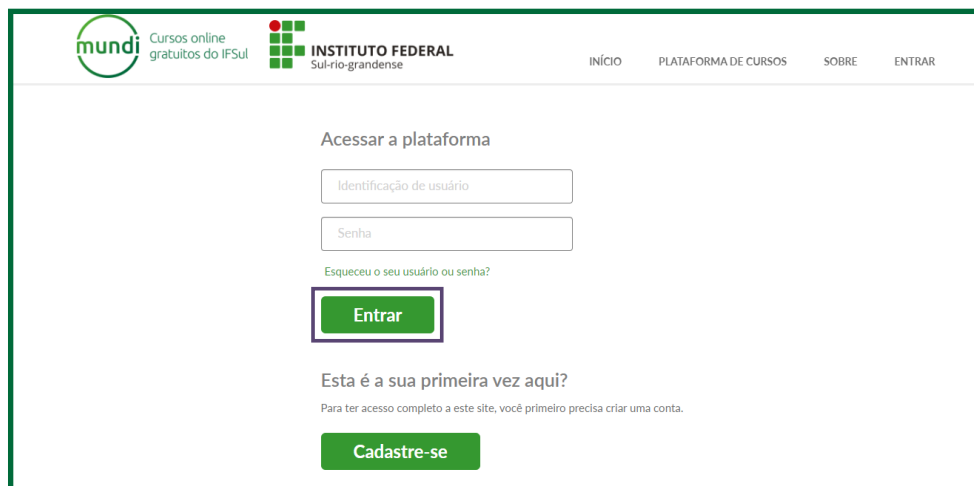 mundi
Cursos online
gratuitos do IFSul
INSTITUTO FEDERAL
Sul-rio-grandense
INÍCIO PLATAFORMA DE CURSOS SOBRE ENTRAR
Acessar a plataforma
Identificação de usuário
Senha
Esqueceu o seu usuário ou senha?
Entrar
Esta é a sua primeira vez aqui?
Para ter acesso completo a este site, você primeiro precisa criar uma conta.
Cadastre-se